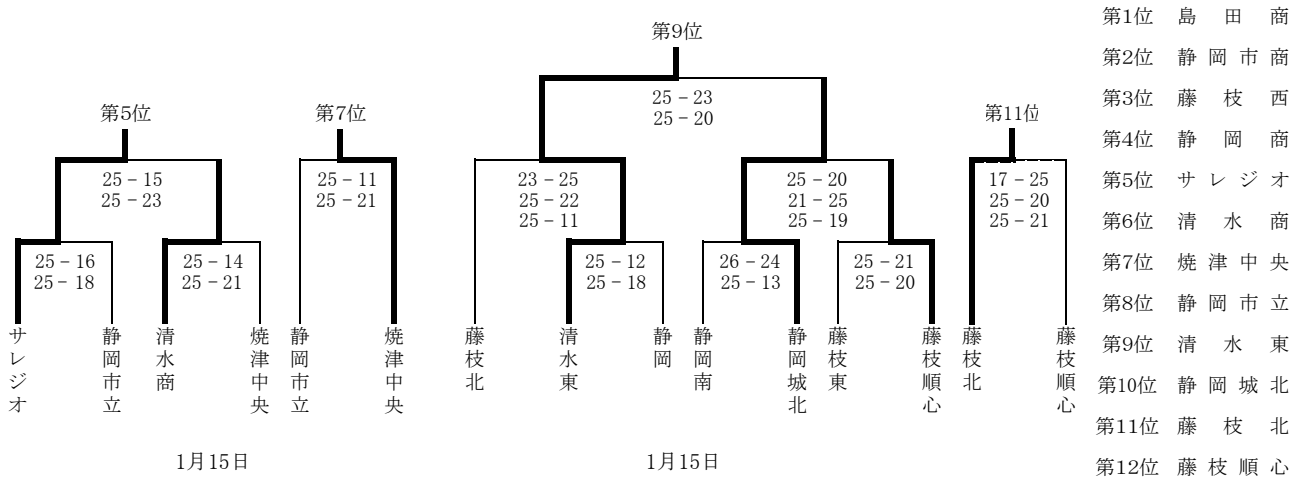 第9位
25－23
25－20
第5位
第7位
第11位
25－15
25－23
25－11
25－21
23－25
25－22
25－11
25－20
21－25
25－19
17－25
25－20
25－21
25－16
25－18
25－14
25－21
25－12
25－18
26－24
25－13
25－21
25－20
サレジオ
静岡市立
清水商
焼津中央
静岡市立
焼津中央
藤枝北
清水東
静岡
静岡南
静岡城北
藤枝東
藤枝順心
藤枝北
藤枝順心
1月15日
1月15日
第1位 島田商
第2位 静岡市商
第3位 藤枝西
第4位 静岡商
第5位 サレジオ
第6位 清水商
第7位 焼津中央
第8位 静岡市立
第9位 清水東
第10位 静岡城北
第11位 藤枝北
第12位 藤枝順心